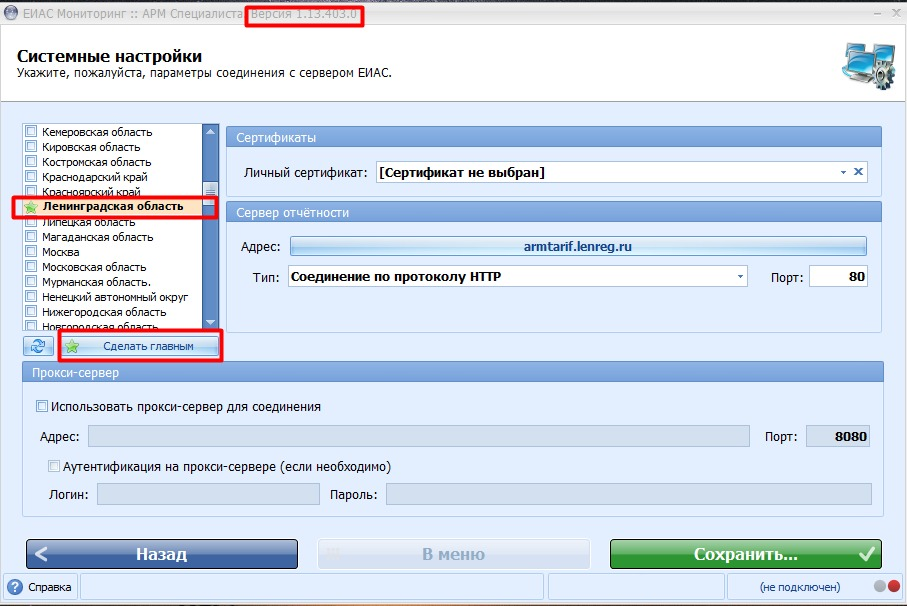 ЕИАС Мониторинг :: АРМ Специалиста Версия 1.13.403.0
Системные настройки
Укажите, пожалуйста, параметры соединения с сервером ЕИАС.
Кемеровская область
Кировская область
Костромская область
Краснодарский край
Красноярский край
Ленинградская область
Липецкая область
Магаданская область
Москва
Московская область
Мурманская область.
Ненецкий автономный округ
Нижегородская область
Новгородская область
Сделать главным
Сертификаты
Личный сертификат: [Сертификат не выбран]
Сервер отчётности
Адрес: armtarif.lenreg.ru
Тип: Соединение по протоколу HTTP Порт: 80
Прокси-сервер
Использовать прокси-сервер для соединения
Адрес: Порт: 8080
Аутентификация на прокси-сервере (если необходимо)
Логин: Пароль:
< Назад
В меню
Сохранить...
? Справка
(не подключен)